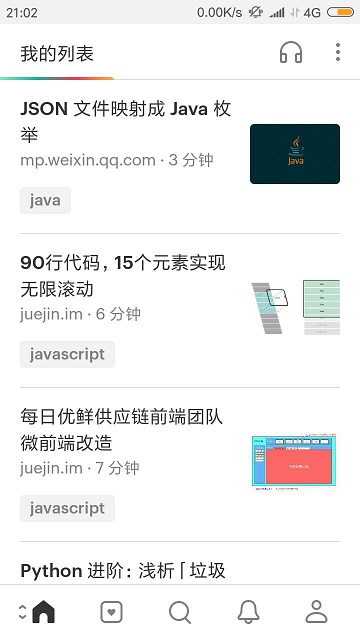 21:02
0.00K/s
4G
我的列表
JSON 文件映射成 Java 枚
举
mp.weixin.qq.com · 3 分钟
Java
java
90行代码，15个元素实现
无限滚动
juejin.im · 6 分钟
javascript
每日优鲜供应链前端团队
微前端改造
juejin.im · 7 分钟
javascript
Python 进阶：浅析「垃圾